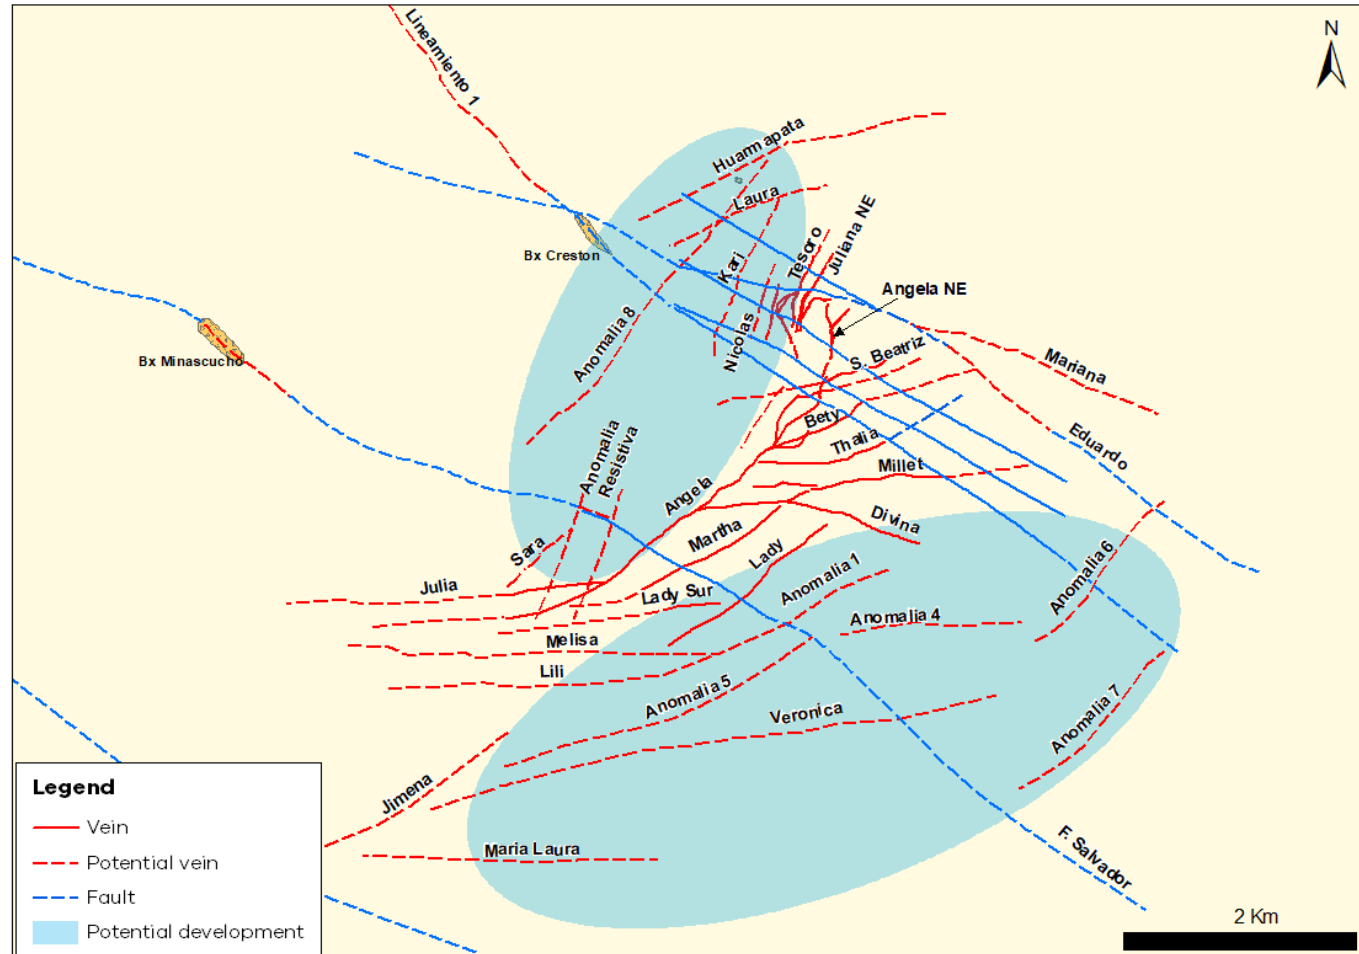 N
Lineamiento 1
Huarmapata
Laura
Tesoro
Juliana NE
Bx Creston
Kari
Angela NE
Anomalia 8
Nicolas
S. Beatriz
Mariana
Bx Minascucho
Bety
Thalia
Eduardo
Millet
Anomalia
Resistiva
Angela
Divina
Martha
Sara
Lady
Anomalia 1
Anomalia 6
Julia
Lady Sur
Anomalia 4
Melisa
Lili
Anomalia 5
Veronica
Anomalia 7
Jimena
Maria Laura
F. Salvador
Legend
Vein
Potential vein
Fault
Potential development
2 Km